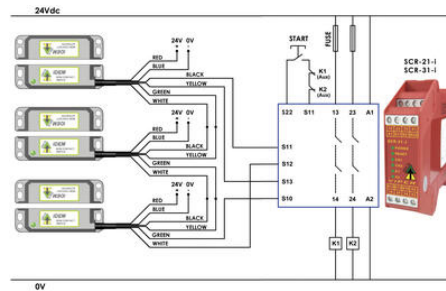 24Vdc
24V 0V
RED
BLUE
BLACK
YELLOW
GREEN
WHITE
24V 0V
RED
BLUE
BLACK
YELLOW
GREEN
WHITE
24V 0V
RED
BLUE
BLACK
YELLOW
GREEN
WHITE
START
K1
(Aux)
K2
(Aux)
FUSE
S22 S11 13 23 A1
S11
S12
S13
S10
14 24 A2
K1 K2
SCR-21-i
SCR-31-i
SCR-21-i
0V